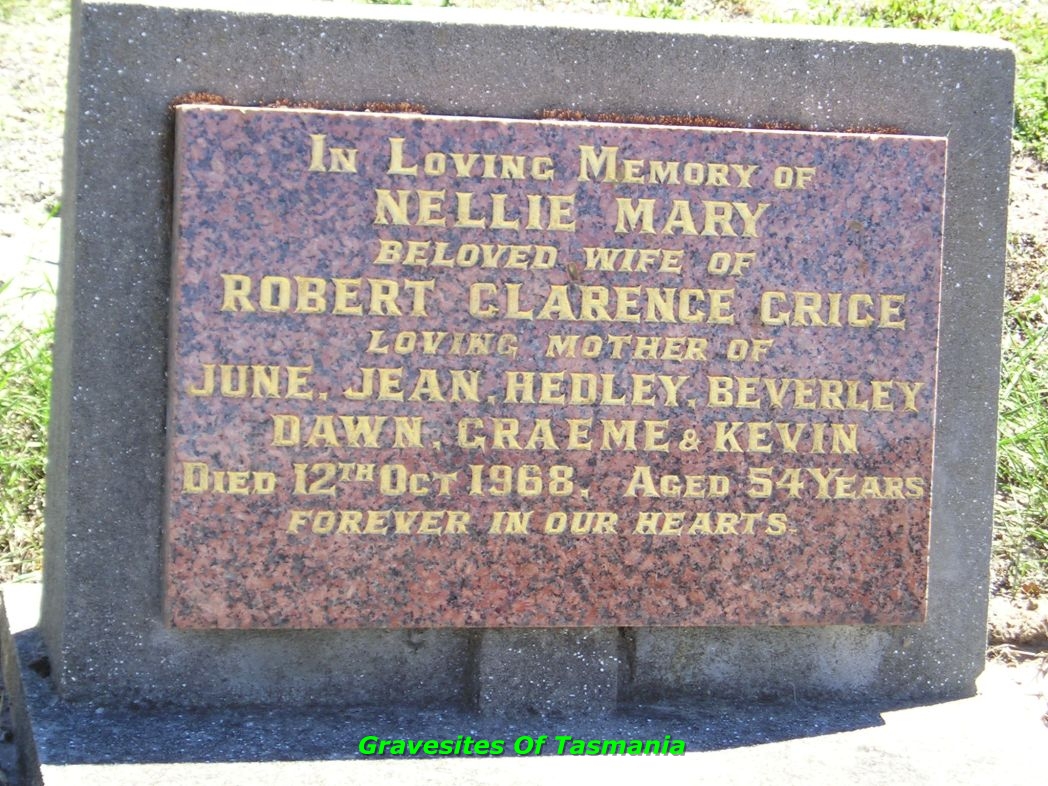 In Loving Memory of
NELLIE MARY
BELOVED WIFE OF
ROBERT CLARENCE GRICE
LOVING MOTHER OF
JUNE, JEAN, HEDLEY, BEVERLEY
DAWN, GRAEME & KEVIN
Died 12TH Oct 1968, Aged 54 Years
FOREVER IN OUR HEARTS.
Gravesites Of Tasmania